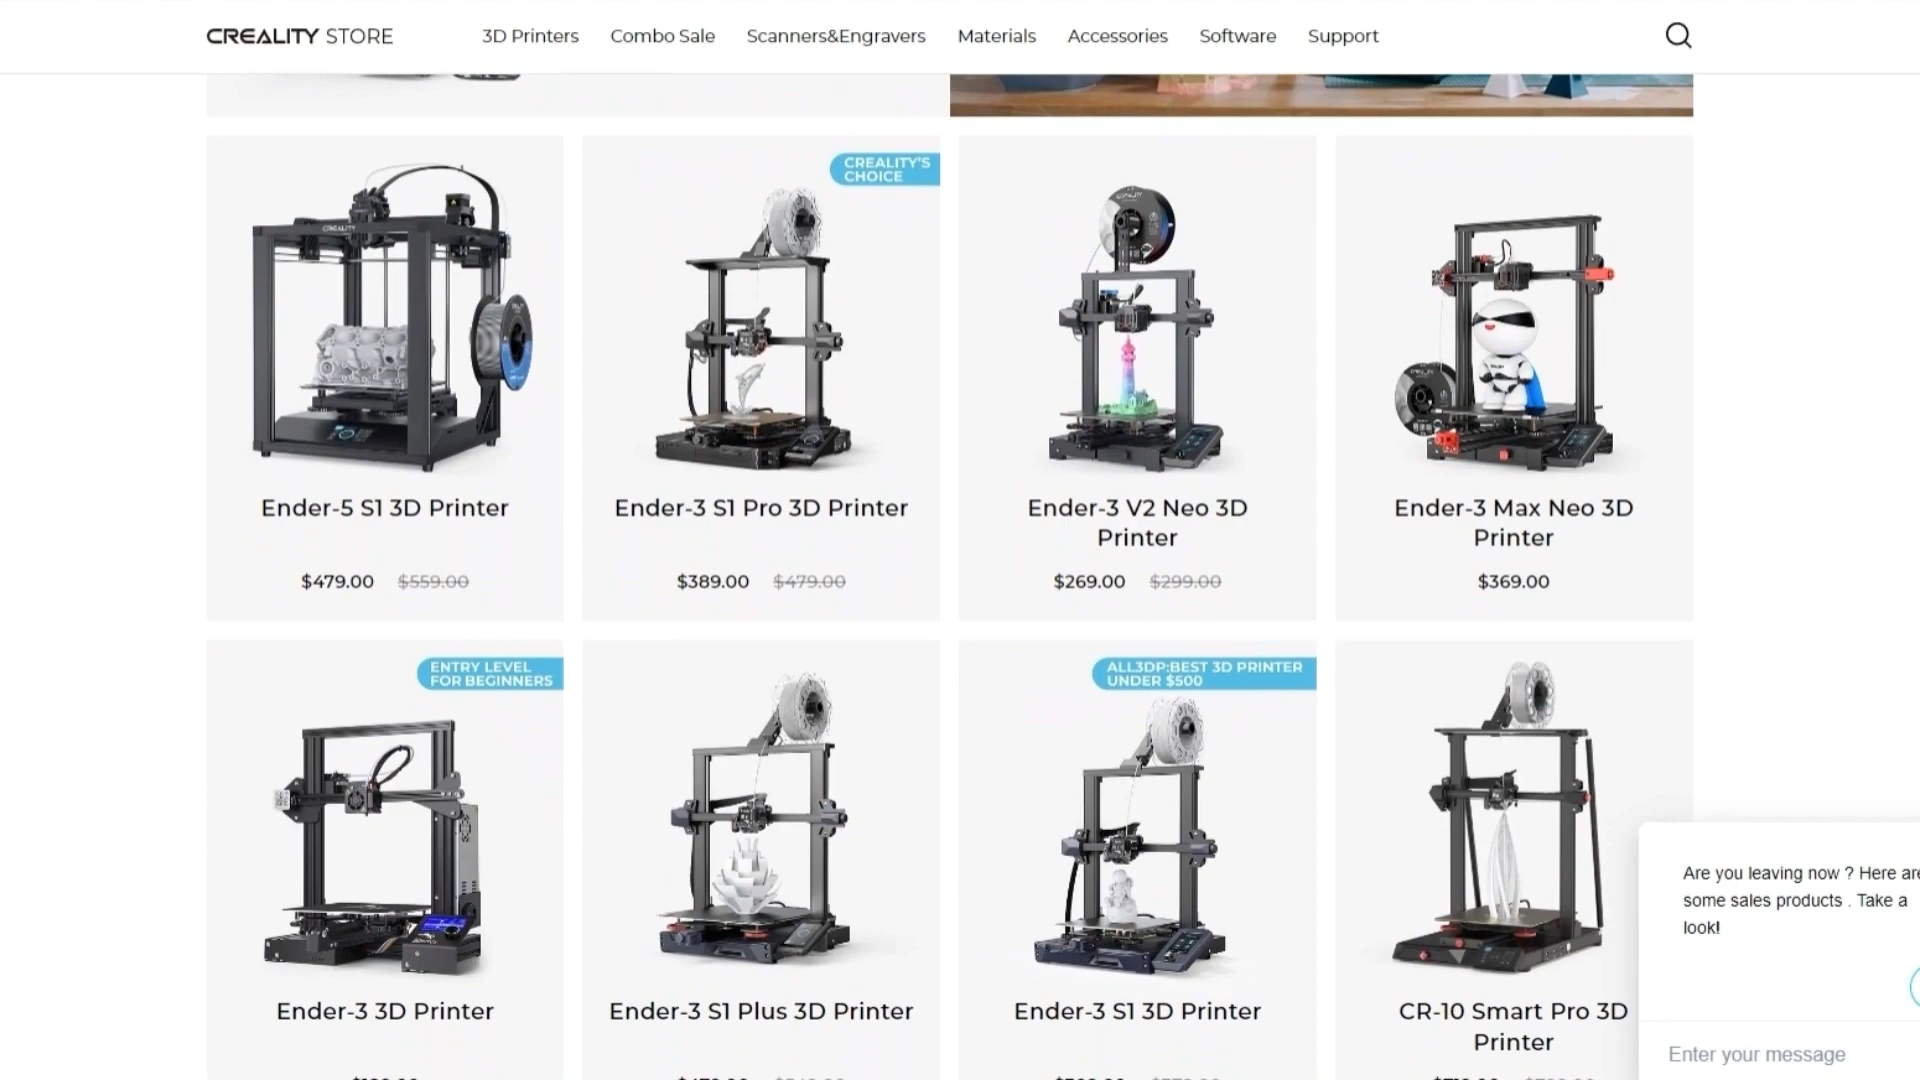 CREALITY STORE
3D Printers
Combo Sale
Scanners&Engravers
Materials
Accessories
Software
Support
CREALITY'S
CHOICE
CREALITY
Ender-5 S1 3D Printer
$479.00 $559.00
Ender-3 S1 Pro 3D Printer
$389.00 $479.00
Ender-3 V2 Neo 3D
Printer
$269.00 $299.00
Ender-3 Max Neo 3D
Printer
$369.00
ENTRY LEVEL
FOR BEGINNERS
ALL3DP:BEST 3D PRINTER
UNDER $500
Ender-3 3D Printer
Ender-3 S1 Plus 3D Printer
Ender-3 S1 3D Printer
CR-10 Smart Pro 3D
Printer
Are you leaving now ? Here are
some sales products . Take a
look!
Enter your message